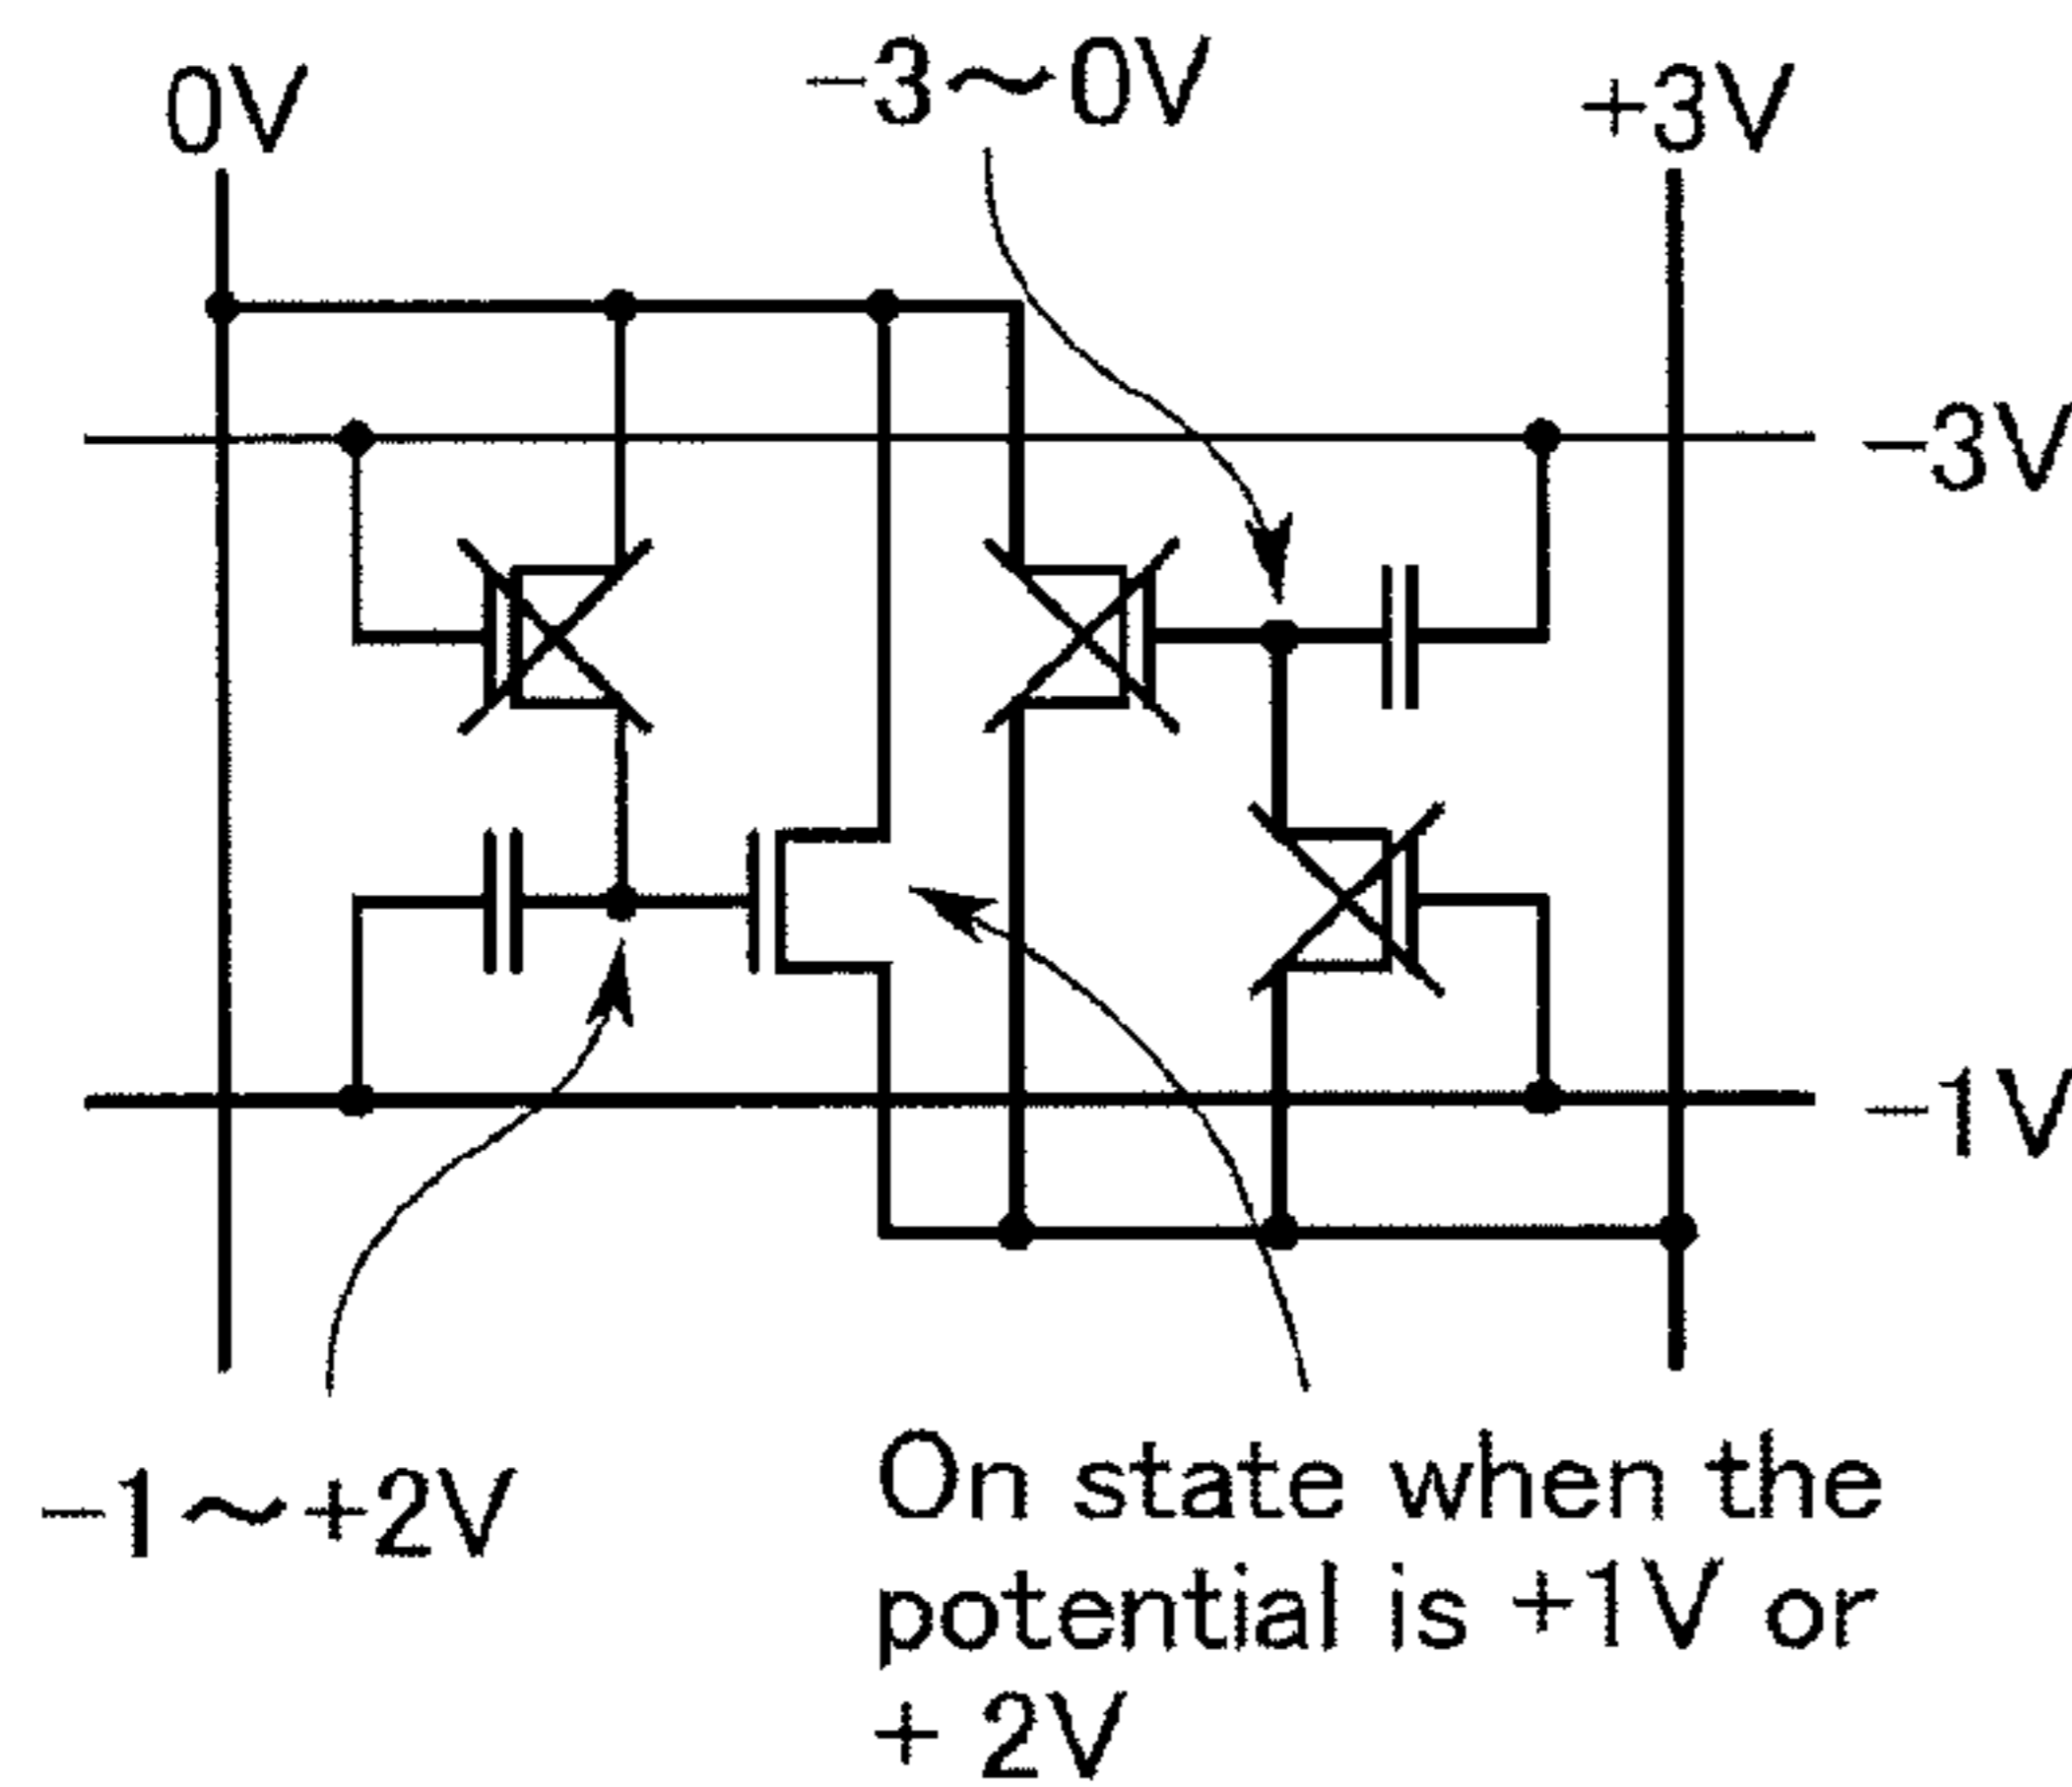 0V
−3～0V
+3V
−3V
−1V
−1～+2V
On state when the
potential is +1V or
+ 2V